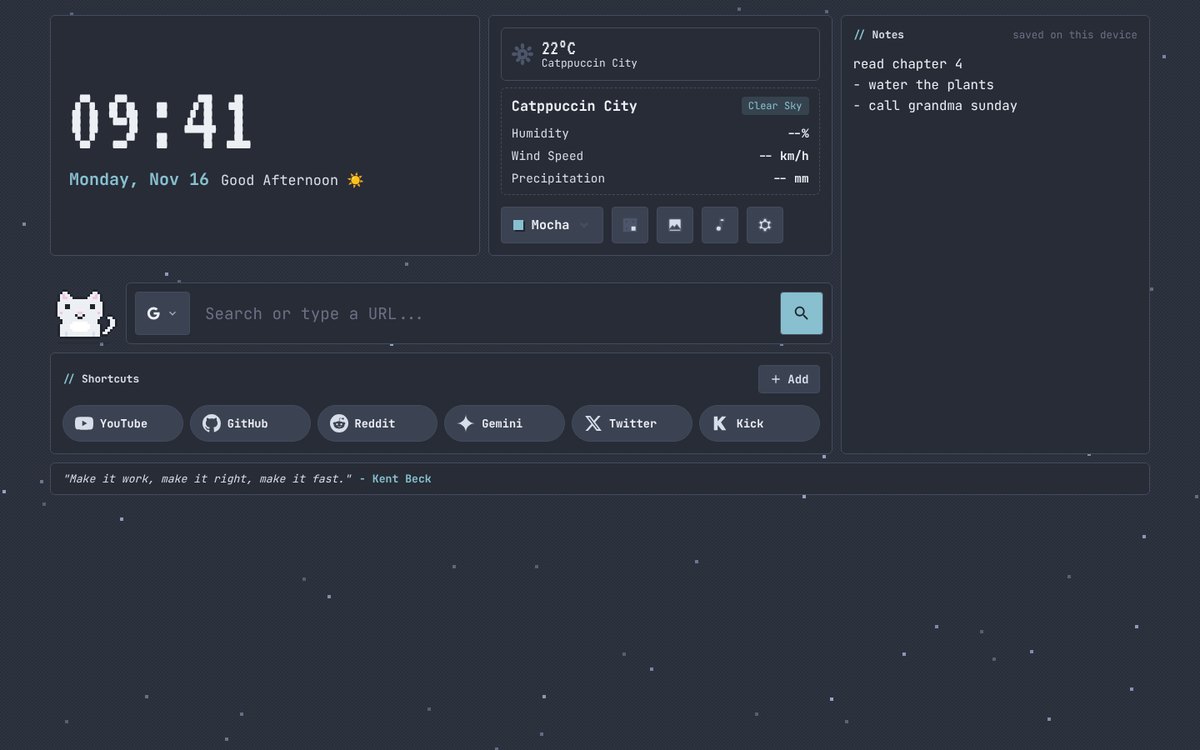 09:41
Monday, Nov 16 Good Afternoon ☀️
22°C
Catppuccin City
Catppuccin City Clear Sky
Humidity --%
Wind Speed -- km/h
Precipitation -- mm
Mocha
// Notes saved on this device
read chapter 4
- water the plants
- call grandma sunday
G Search or type a URL...
// Shortcuts + Add
YouTube GitHub Reddit Gemini Twitter Kick
"Make it work, make it right, make it fast." - Kent Beck